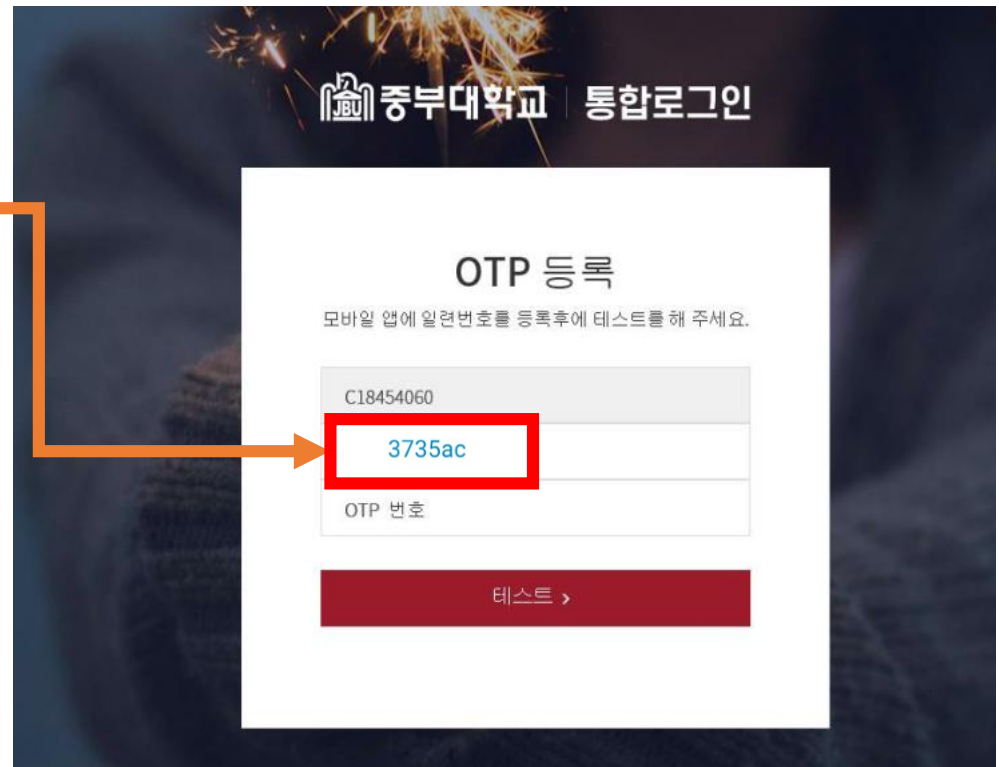 JBU 중부대학교 | 통합로그인
OTP 등록
모바일 앱에 일련번호를 등록후에 테스트를 해 주세요.
C18454060
3735ac
OTP 번호
테스트 >